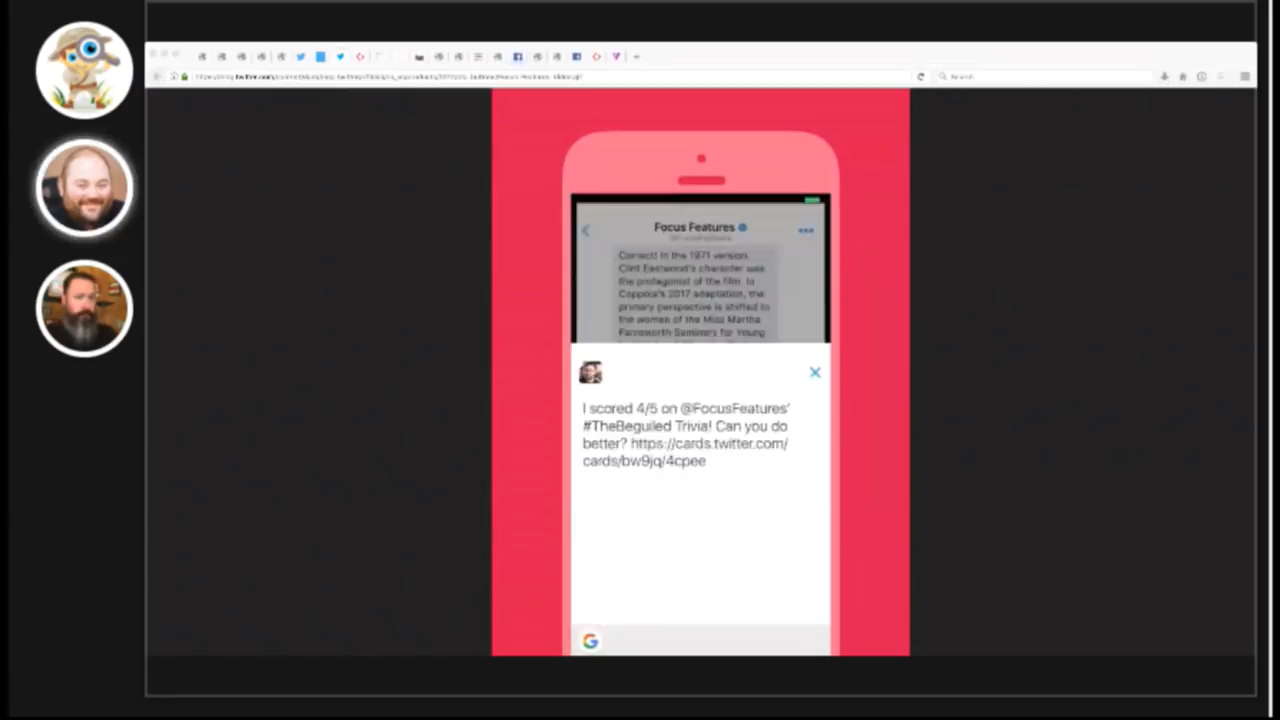 Search
Focus Features
Correct! In the 1971 version,
Clint Eastwood's character was
the protagonist of the film. In
Coppola's 2017 adaptation, the
primary perspective is shifted to
the women of the Miss Martha
Farnsworth Seminary for Young
I scored 4/5 on @FocusFeatures'
#TheBeguiled Trivia! Can you do
better? https://cards.twitter.com/
cards/bw9jq/4cpee